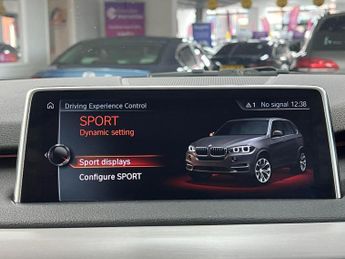 Driving Experience Control
1 No signal 12:38
SPORT
Dynamic setting
Sport displays
Configure SPORT